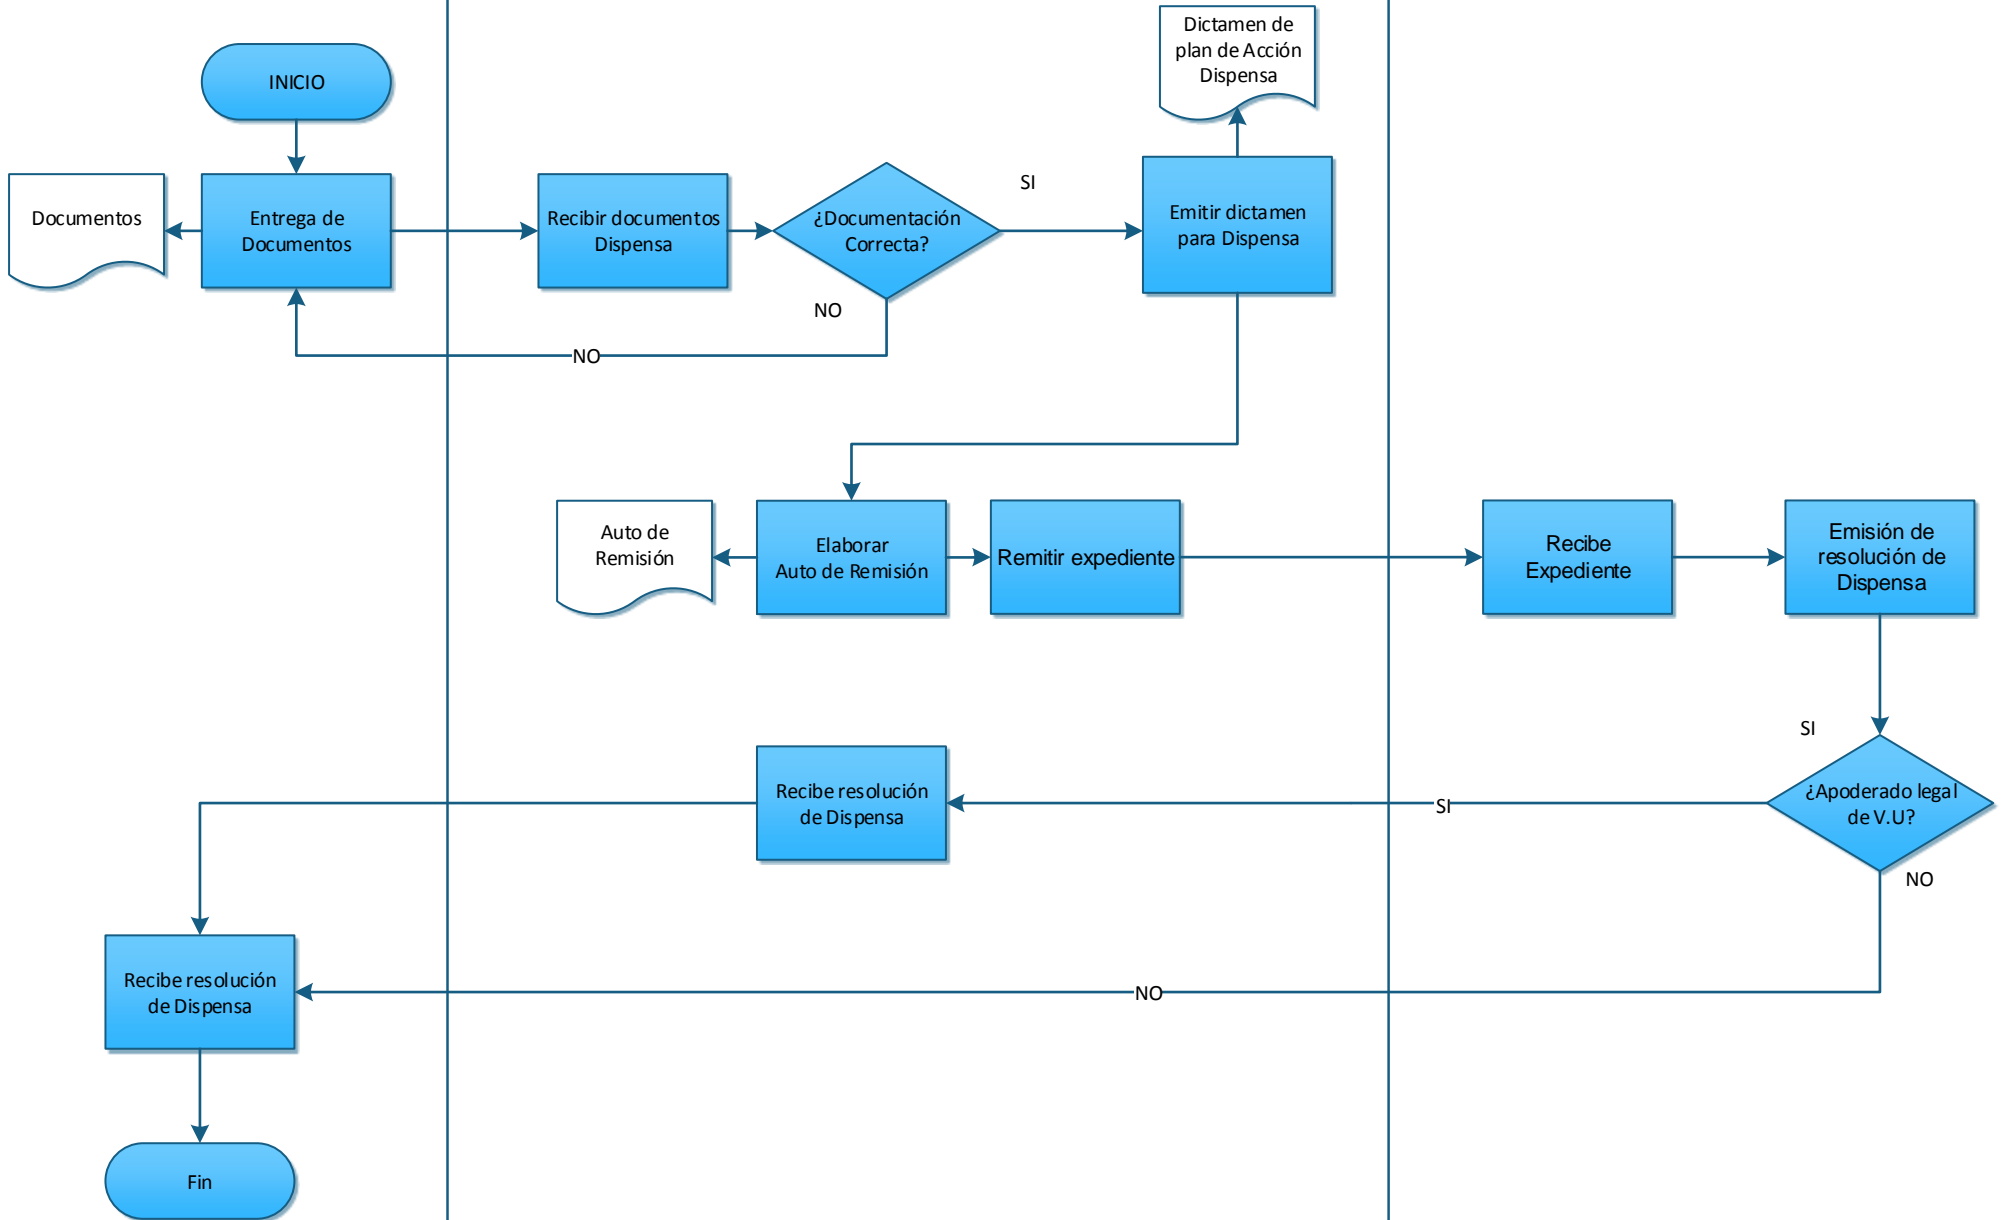 Dictamen de
plan de Acción
Dispensa
INICIO
Documentos
Entrega de
Documentos
Recibir documentos
Dispensa
¿Documentación
Correcta?
SI
Emitir dictamen
para Dispensa
NO
NO
Auto de
Remisión
Elaborar
Auto de Remisión
Remitir expediente
Recibe
Expediente
Emisión de
resolución de
Dispensa
SI
¿Apoderado legal
de V.U?
SI
Recibe resolución
de Dispensa
NO
Recibe resolución
de Dispensa
NO
Fin